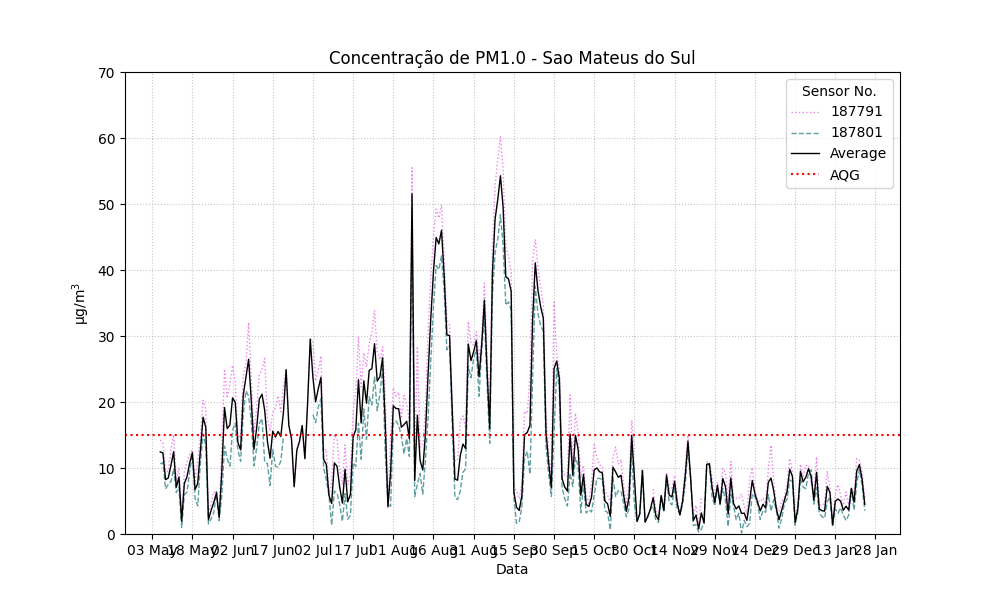 Concentração de PM1.0 - Sao Mateus do Sul
70
60
50
40
30
20
10
0
µg/m³
Sensor No.
187791
187801
Average
AQG
03 May 18 May 02 Jun 17 Jun 02 Jul 17 Jul 01 Aug 16 Aug 31 Aug 15 Sep 30 Sep 15 Oct 30 Oct 14 Nov 29 Nov 14 Dec 29 Dec 13 Jan 28 Jan
Data